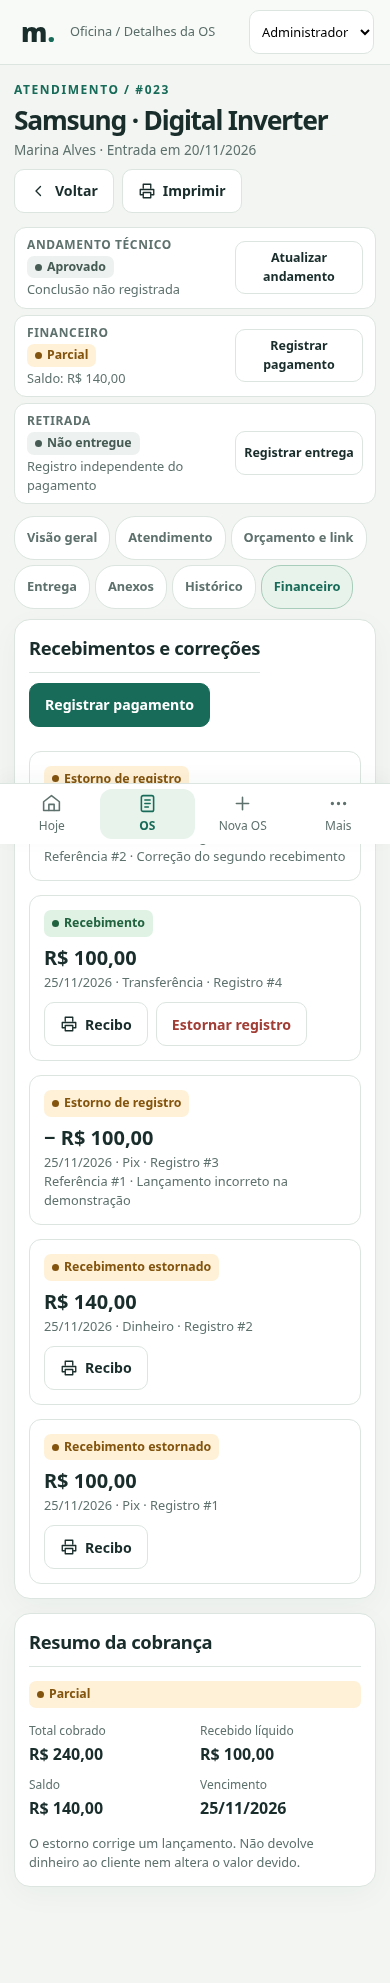 m.
Oficina / Detalhes da OS
Administrador
ATENDIMENTO / #023
Samsung · Digital Inverter
Marina Alves · Entrada em 20/11/2026
Voltar
Imprimir
ANDAMENTO TÉCNICO
Aprovado
Conclusão não registrada
Atualizar
andamento
FINANCEIRO
Parcial
Saldo: R$ 140,00
Registrar
pagamento
RETIRADA
Não entregue
Registro independente do
pagamento
Registrar entrega
Visão geral
Atendimento
Orçamento e link
Entrega
Anexos
Histórico
Financeiro
Recebimentos e correções
Registrar pagamento
Estorno de registro
Hoje
OS
Nova OS
Mais
Referência #2 · Correção do segundo recebimento
Recebimento
R$ 100,00
25/11/2026 · Transferência · Registro #4
Recibo
Estornar registro
Estorno de registro
− R$ 100,00
25/11/2026 · Pix · Registro #3
Referência #1 · Lançamento incorreto na
demonstração
Recebimento estornado
R$ 140,00
25/11/2026 · Dinheiro · Registro #2
Recibo
Recebimento estornado
R$ 100,00
25/11/2026 · Pix · Registro #1
Recibo
Resumo da cobrança
Parcial
Total cobrado
R$ 240,00
Recebido líquido
R$ 100,00
Saldo
R$ 140,00
Vencimento
25/11/2026
O estorno corrige um lançamento. Não devolve
dinheiro ao cliente nem altera o valor devido.